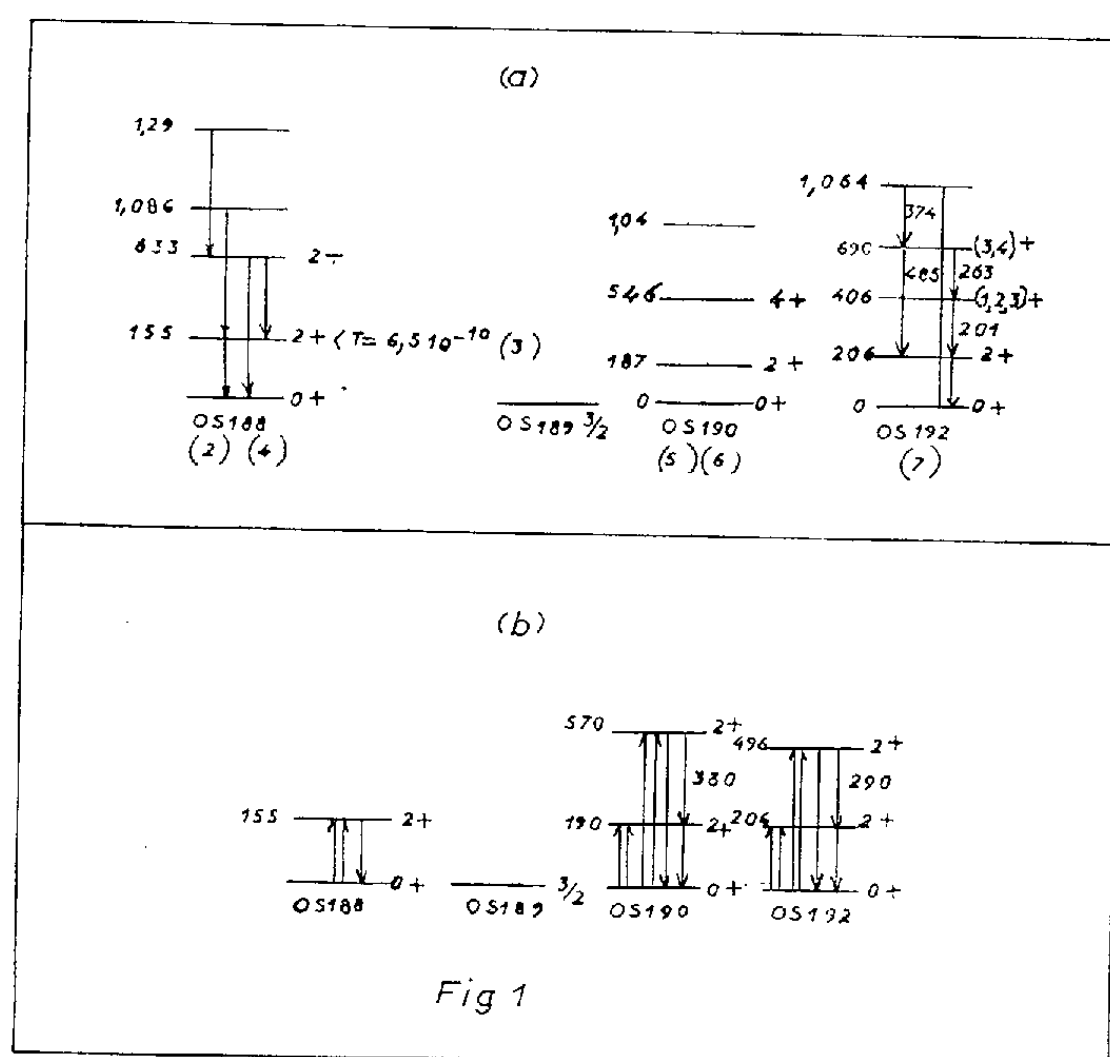 (a)
1,29
1,086
833 2+
155 2+ < T= 6,5 10⁻¹⁰ (3)
0+
OS188
(2) (4)
OS189 3/2
1,04
546 4+
187 2+
0 0+
OS190
(5) (6)
1,064
374
690 (3,4)+
485 263
406 (1,2,3)+
201
206 2+
0 0+
OS192
(7)
(b)
155 2+
0+
OS188
3/2
OS189
570 2+
380
190 2+
0+
OS190
496 2+
290
206 2+
0+
OS192
Fig 1